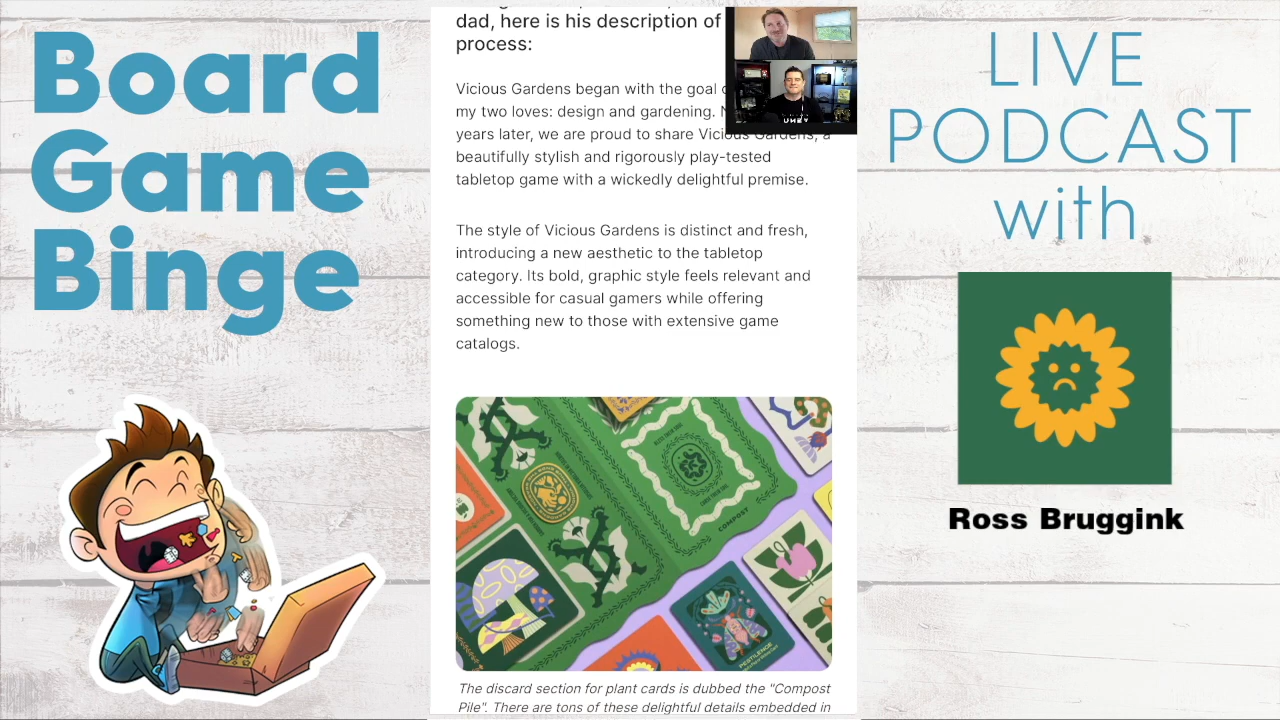 Board
Game
Binge
dad, here is his description of
process:
Vicious Gardens began with the goal
my two loves: design and gardening.
years later, we are proud to share Vicious Gardens, a
beautifully stylish and rigorously play-tested
tabletop game with a wickedly delightful premise.
The style of Vicious Gardens is distinct and fresh,
introducing a new aesthetic to the tabletop
category. Its bold, graphic style feels relevant and
accessible for casual gamers while offering
something new to those with extensive game
catalogs.
COMPOST
PESTILENCE
The discard section for plant cards is dubbed the "Compost
Pile". There are tons of these delightful details embedded in
LIVE
PODCAST
with
Ross Bruggink